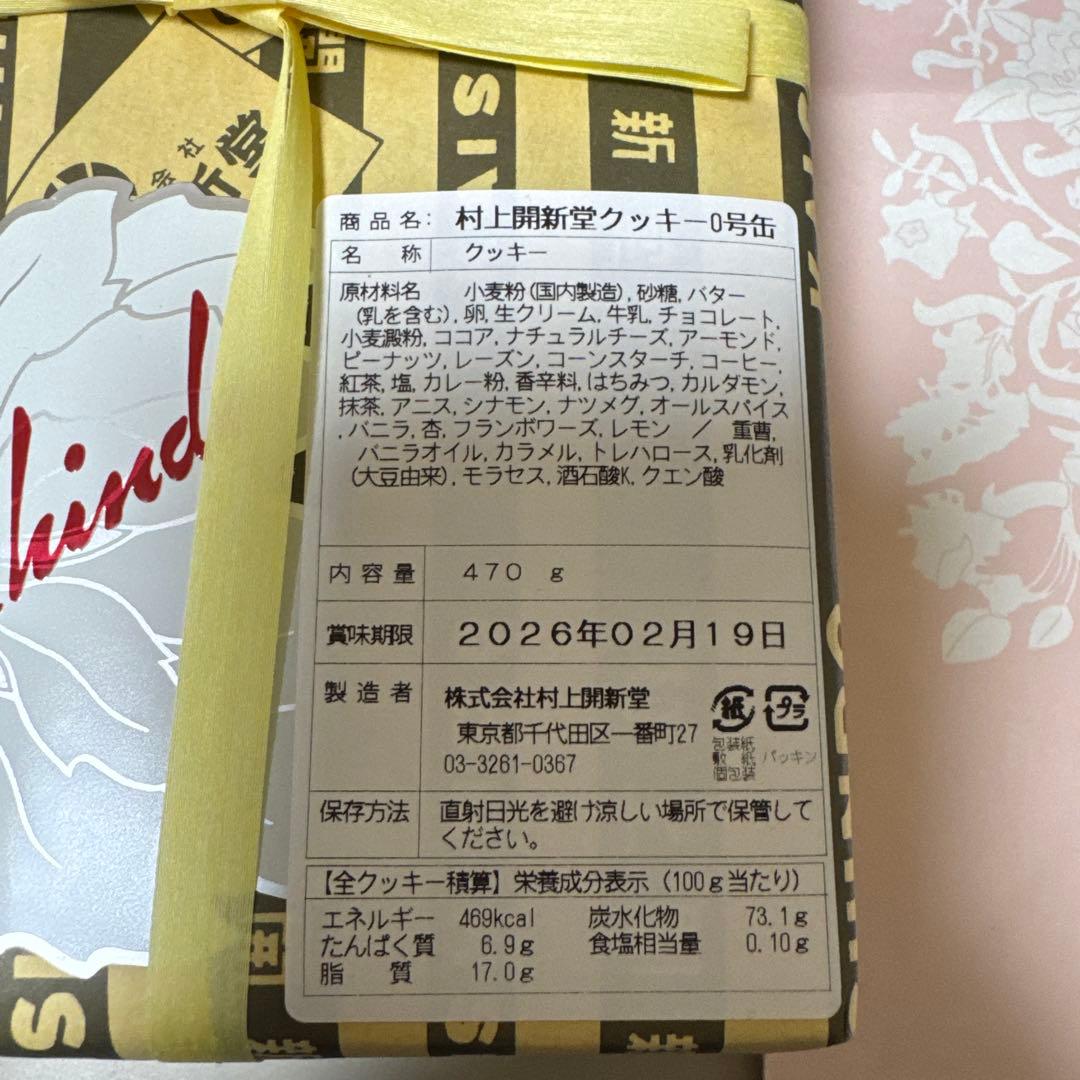 会社
新堂
新
SI
hind
商品名: 村上開新堂クッキー0号缶
名称 クッキー
原材料名 小麦粉(国内製造),砂糖,バター
(乳を含む),卵,生クリーム,牛乳,チョコレート,
小麦澱粉,ココア,ナチュラルチーズ,アーモンド,
ピーナッツ,レーズン,コーンスターチ,コーヒー,
紅茶,塩,カレー粉,香辛料,はちみつ,カルダモン,
抹茶,アニス,シナモン,ナツメグ,オールスパイス
,バニラ,杏,フランボワーズ,レモン / 重曹,
バニラオイル,カラメル,トレハロース,乳化剤
(大豆由来),モラセス,酒石酸K,クエン酸
内容量 470 g
賞味期限 2026年02月19日
製造者 株式会社村上開新堂
東京都千代田区一番町27
03-3261-0367
紙 プラ
包装紙
敷紙 パッキン
個包装
保存方法 直射日光を避け涼しい場所で保管して
ください。
【全クッキー積算】栄養成分表示(100g当たり)
エネルギー 469kcal 炭水化物 73.1g
たんぱく質 6.9g 食塩相当量 0.10g
脂質 17.0g
SI